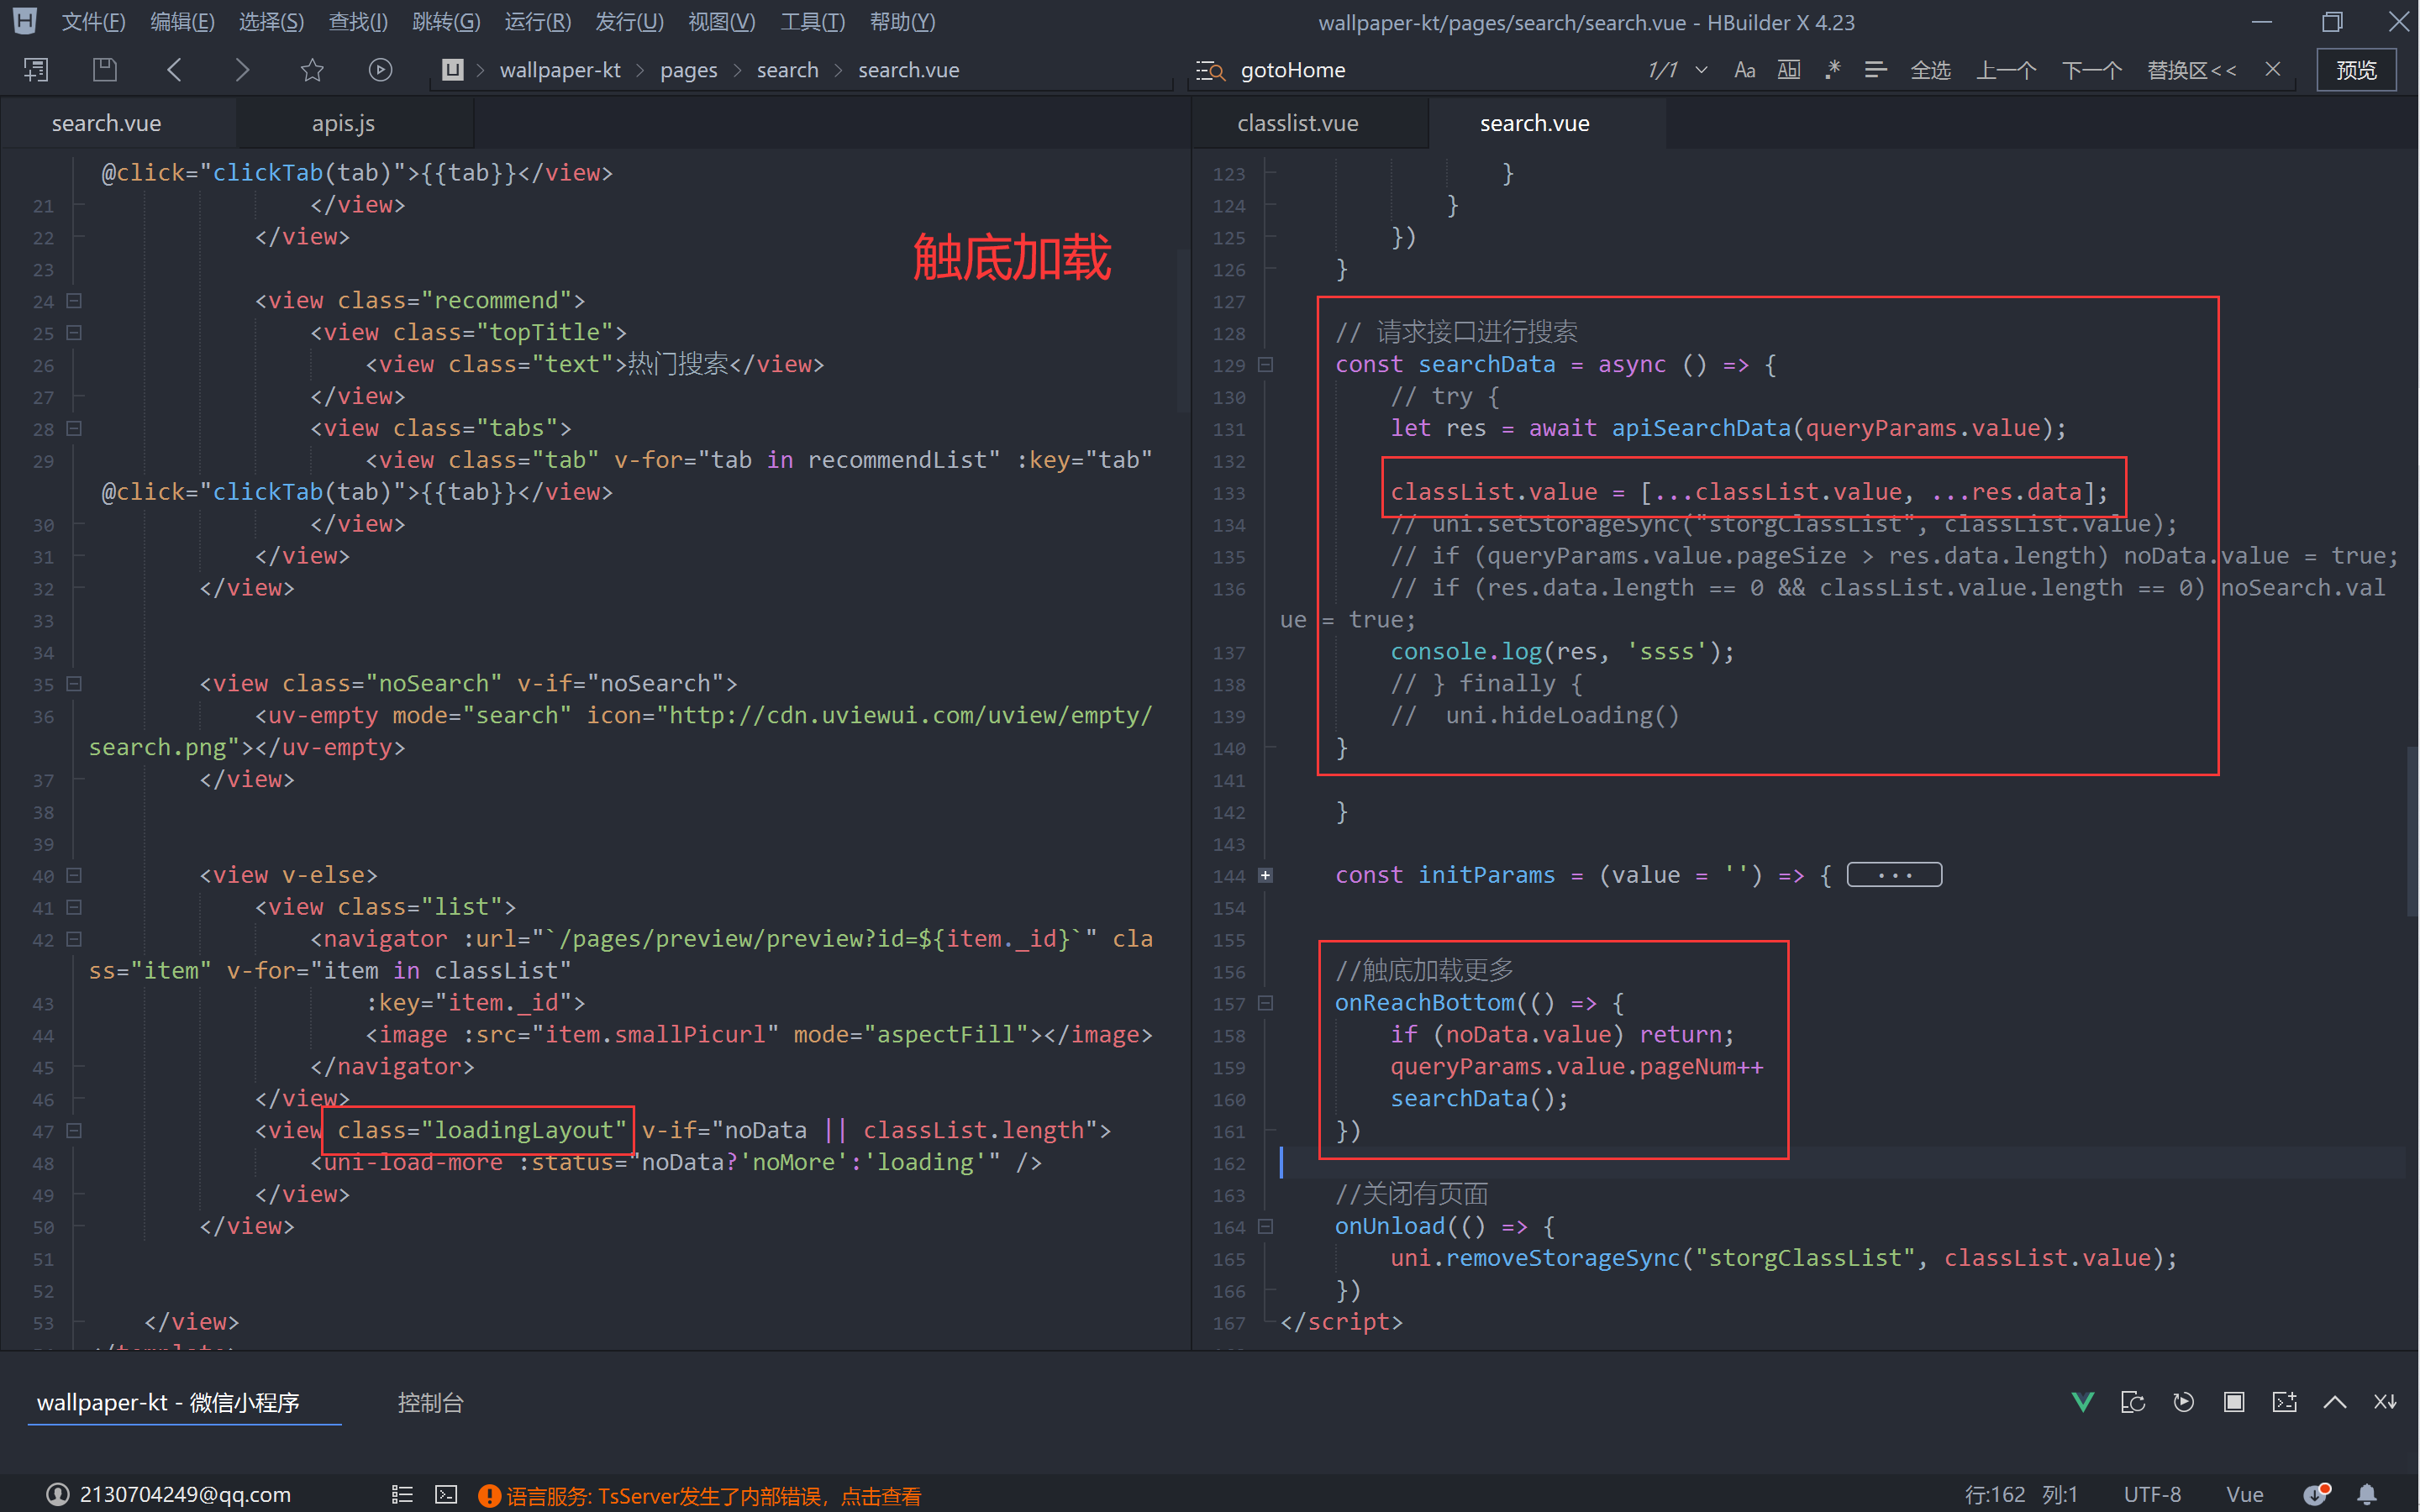 文件(F) 编辑(E) 选择(S) 查找(I) 跳转(G) 运行(R) 发行(U) 视图(V) 工具(T) 帮助(Y)
wallpaper-kt/pages/search/search.vue - HBuilder X 4.23
wallpaper-kt > pages > search > search.vue
gotoHome
1/1 Aa Ab .* 全选 上一个 下一个 替换区<< 预览
search.vue
apis.js
@click="clickTab(tab)">{{tab}}</view>
21 </view>
22 </view>
23
24 <view class="recommend">
25 <view class="topTitle">
26 <view class="text">热门搜索</view>
27 </view>
28 <view class="tabs">
29 <view class="tab" v-for="tab in recommendList" :key="tab"
@click="clickTab(tab)">{{tab}}</view>
30 </view>
31 </view>
32 </view>
33
34
35 <view class="noSearch" v-if="noSearch">
36 <uv-empty mode="search" icon="http://cdn.uviewui.com/uview/empty/
search.png"></uv-empty>
37 </view>
38
39
40 <view v-else>
41 <view class="list">
42 <navigator :url="`/pages/preview/preview?id=${item._id}`" cla
ss="item" v-for="item in classList"
43 :key="item._id">
44 <image :src="item.smallPicurl" mode="aspectFill"></image>
45 </navigator>
46 </view>
47 <view class="loadingLayout" v-if="noData || classList.length">
48 <uni-load-more :status="noData?'noMore':'loading'" />
49 </view>
50 </view>
51
52
53 </view>
触底加载
classlist.vue
search.vue
123 }
124 }
125 })
126 }
127
128 // 请求接口进行搜索
129 const searchData = async () => {
130 // try {
131 let res = await apiSearchData(queryParams.value);
132
133 classList.value = [...classList.value, ...res.data];
134 // uni.setStorageSync("storgClassList", classList.value);
135 // if (queryParams.value.pageSize > res.data.length) noData.value = true;
136 // if (res.data.length == 0 && classList.value.length == 0) noSearch.val
ue = true;
137 console.log(res, 'ssss');
138 // } finally {
139 // uni.hideLoading()
140 }
141
142 }
143
144 const initParams = (value = '') => { ...
154
155
156 //触底加载更多
157 onReachBottom(() => {
158 if (noData.value) return;
159 queryParams.value.pageNum++
160 searchData();
161 })
162
163 //关闭有页面
164 onUnload(() => {
165 uni.removeStorageSync("storgClassList", classList.value);
166 })
167 </script>
wallpaper-kt - 微信小程序
控制台
2130704249@qq.com
语言服务: TsServer发生了内部错误，点击查看
行:162 列:1 UTF-8 Vue